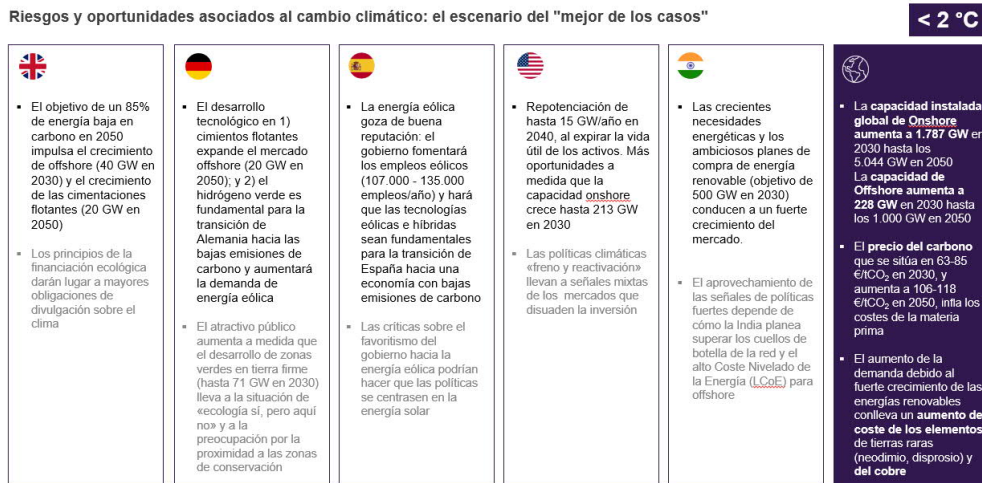 Riesgos y oportunidades asociados al cambio climático: el escenario del "mejor de los casos"
< 2 °C
▪ El objetivo de un 85%
de energía baja en
carbono en 2050
impulsa el crecimiento
de offshore (40 GW en
2030) y el crecimiento
de las cimentaciones
flotantes (20 GW en
2050)
▪ Los principios de la
financiación ecológica
darán lugar a mayores
obligaciones de
divulgación sobre el
clima
▪ El desarrollo
tecnológico en 1)
cimientos flotantes
expande el mercado
offshore (20 GW en
2050); y 2) el
hidrógeno verde es
fundamental para la
transición de
Alemania hacia las
bajas emisiones de
carbono y aumentará
la demanda de
energía eólica
▪ El atractivo público
aumenta a medida que
el desarrollo de zonas
verdes en tierra firme
(hasta 71 GW en 2030)
lleva a la situación de
«ecología sí, pero aquí
no» y a la
preocupación por la
proximidad a las zonas
de conservación
▪ La energía eólica
goza de buena
reputación: el
gobierno fomentará
los empleos eólicos
(107.000 - 135.000
empleos/año) y hará
que las tecnologías
eólicas e híbridas
sean fundamentales
para la transición de
España hacia una
economía con bajas
emisiones de carbono
▪ Las críticas sobre el
favoritismo del
gobierno hacia la
energía eólica podrían
hacer que las políticas
se centrasen en la
energía solar
▪ Repotenciación de
hasta 15 GW/año en
2040, al expirar la vida
útil de los activos. Más
oportunidades a
medida que la
capacidad onshore
crece hasta 213 GW
en 2030
▪ Las políticas climáticas
«freno y reactivación»
llevan a señales mixtas
de los mercados que
disuaden la inversión
▪ Las crecientes
necesidades
energéticas y los
ambiciosos planes de
compra de energía
renovable (objetivo de
500 GW en 2030)
conducen a un fuerte
crecimiento del
mercado.
▪ El aprovechamiento de
las señales de políticas
fuertes depende de
cómo la India planea
superar los cuellos de
botella de la red y el
alto Coste Nivelado de
la Energía (LCoE) para
offshore
▪ La capacidad instalada
global de Onshore
aumenta a 1.787 GW en
2030 hasta los
5.044 GW en 2050
La capacidad de
Offshore aumenta a
228 GW en 2030 hasta
los 1.000 GW en 2050
▪ El precio del carbono
que se sitúa en 63-85
€/tCO₂ en 2030, y
aumenta a 106-118
€/tCO₂ en 2050, infla los
costes de la materia
prima
▪ El aumento de la
demanda debido al
fuerte crecimiento de las
energías renovables
conlleva un aumento de
coste de los elementos
de tierras raras
(neodimio, disprosio) y
del cobre